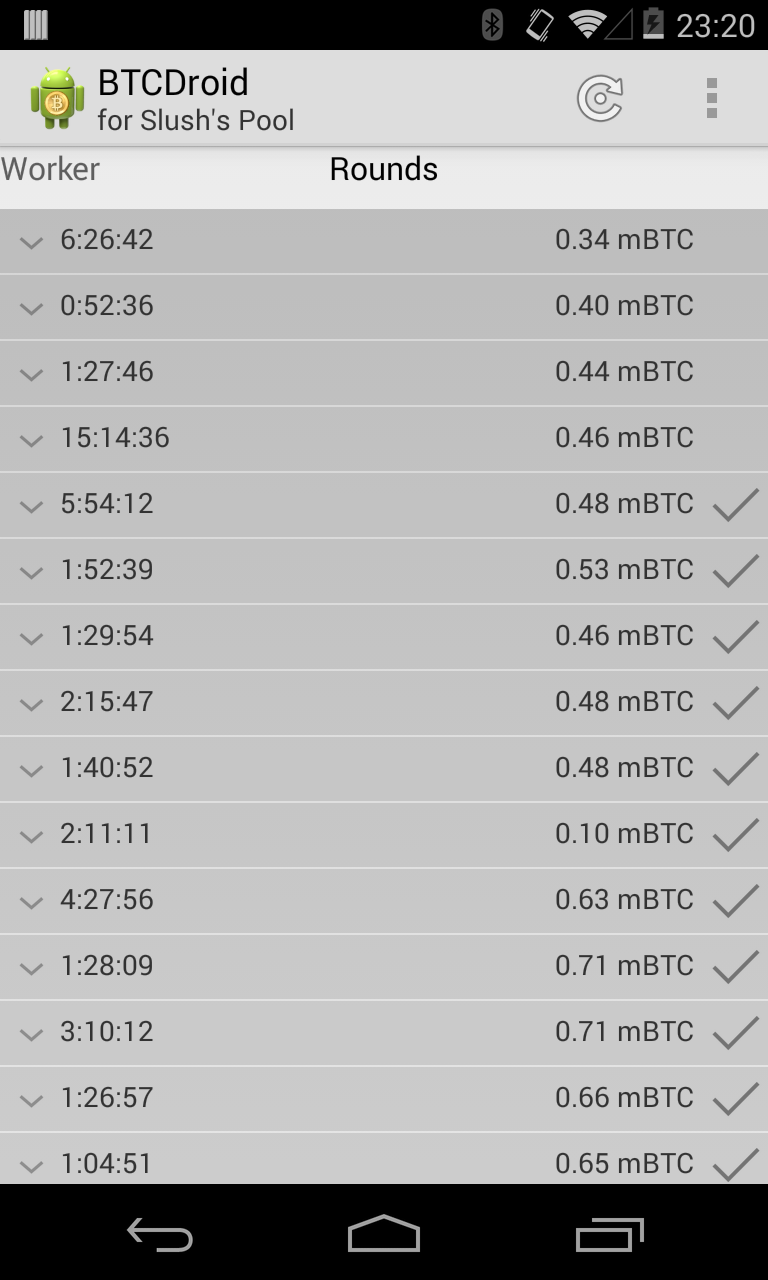 23:20
BTCDroid
for Slush's Pool
Worker Rounds
6:26:42 0.34 mBTC
0:52:36 0.40 mBTC
1:27:46 0.44 mBTC
15:14:36 0.46 mBTC
5:54:12 0.48 mBTC
1:52:39 0.53 mBTC
1:29:54 0.46 mBTC
2:15:47 0.48 mBTC
1:40:52 0.48 mBTC
2:11:11 0.10 mBTC
4:27:56 0.63 mBTC
1:28:09 0.71 mBTC
3:10:12 0.71 mBTC
1:26:57 0.66 mBTC
1:04:51 0.65 mBTC